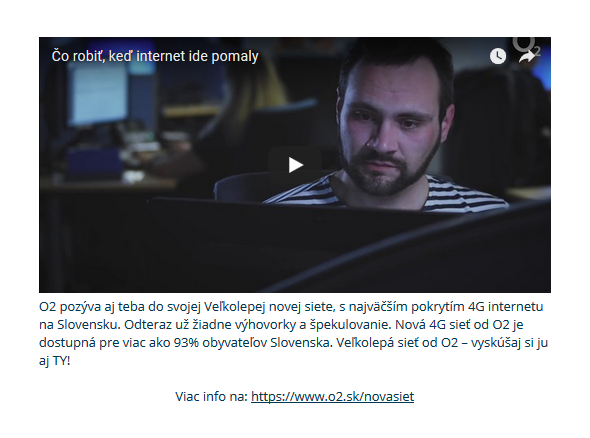 Čo robiť, keď internet ide pomaly
O2
O2 pozýva aj teba do svojej Veľkolepej novej siete, s najväčším pokrytím 4G internetu
na Slovensku. Odteraz už žiadne výhovorky a špekulovanie. Nová 4G sieť od O2 je
dostupná pre viac ako 93% obyvateľov Slovenska. Veľkolepá sieť od O2 – vyskúšaj si ju
aj TY!
Viac info na: https://www.o2.sk/novasiet